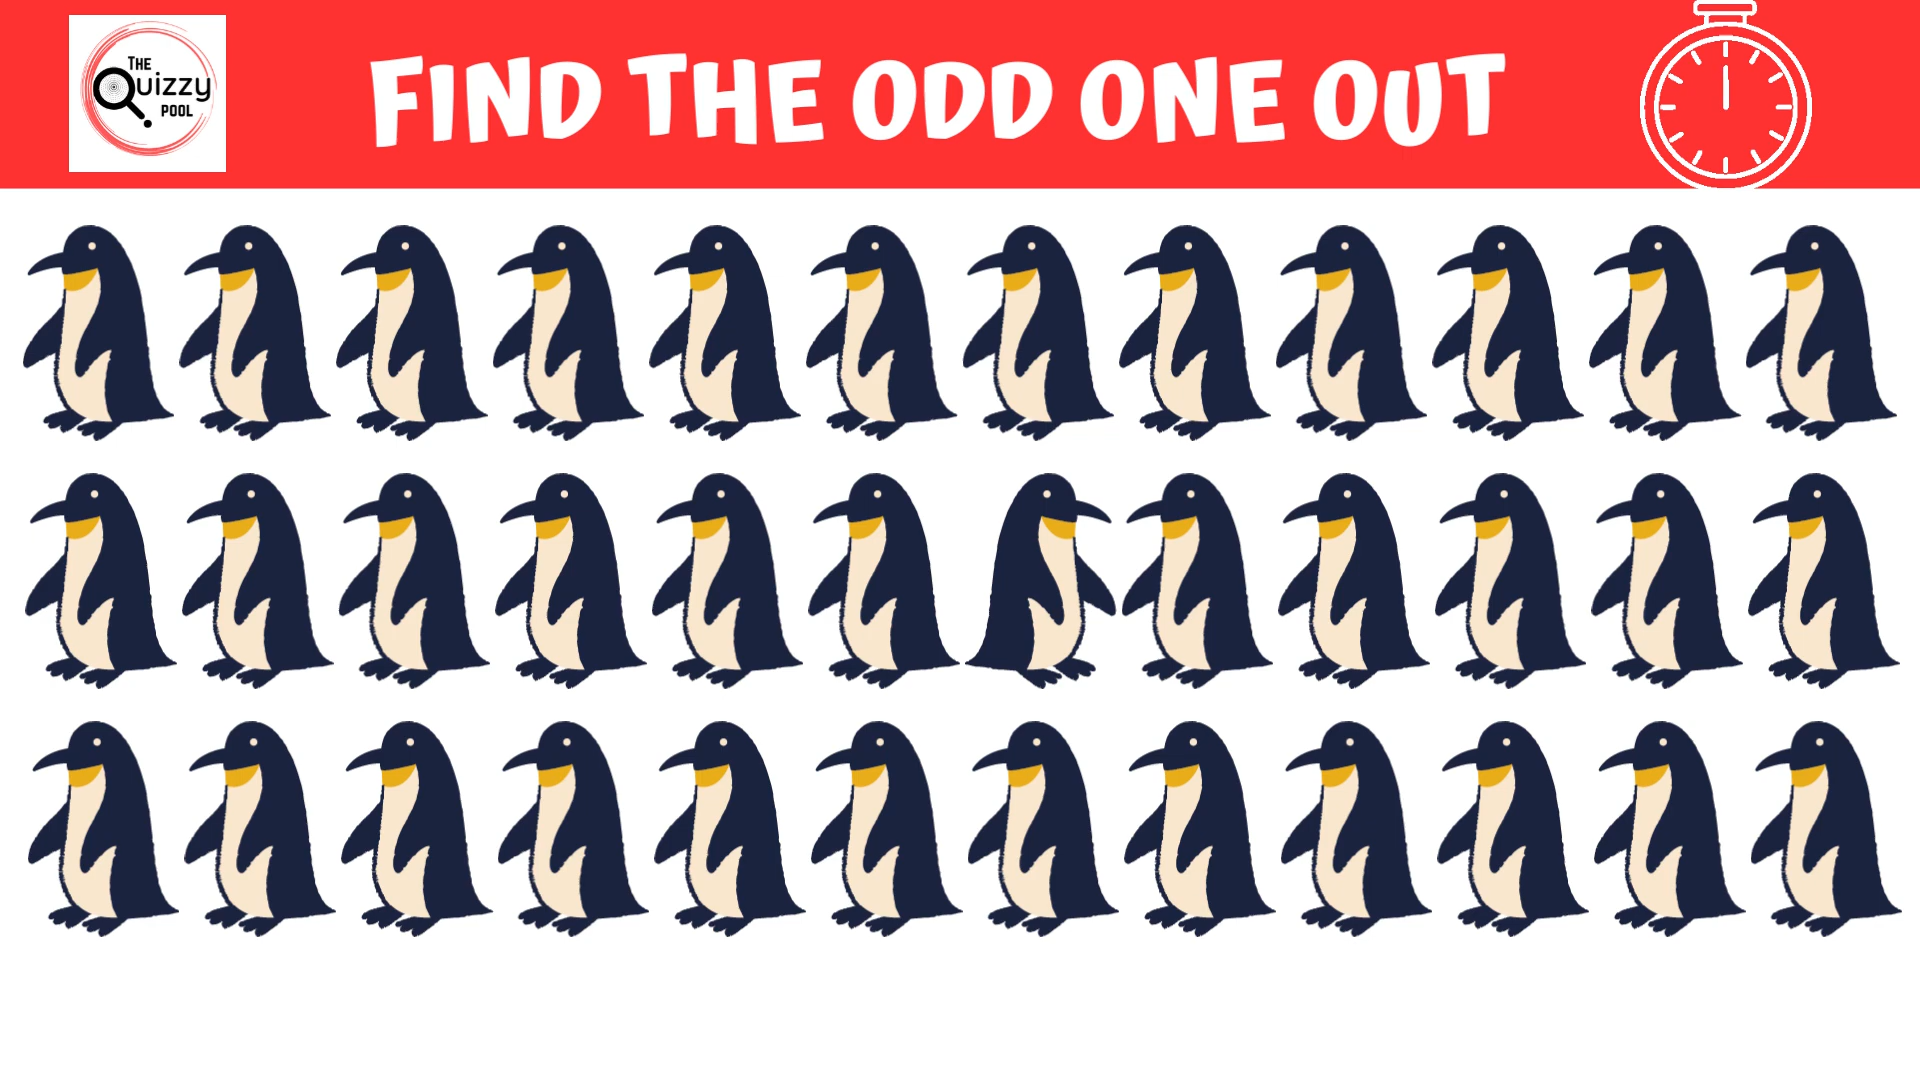 THE
Quizzy
POOL
FIND THE ODD ONE OUT